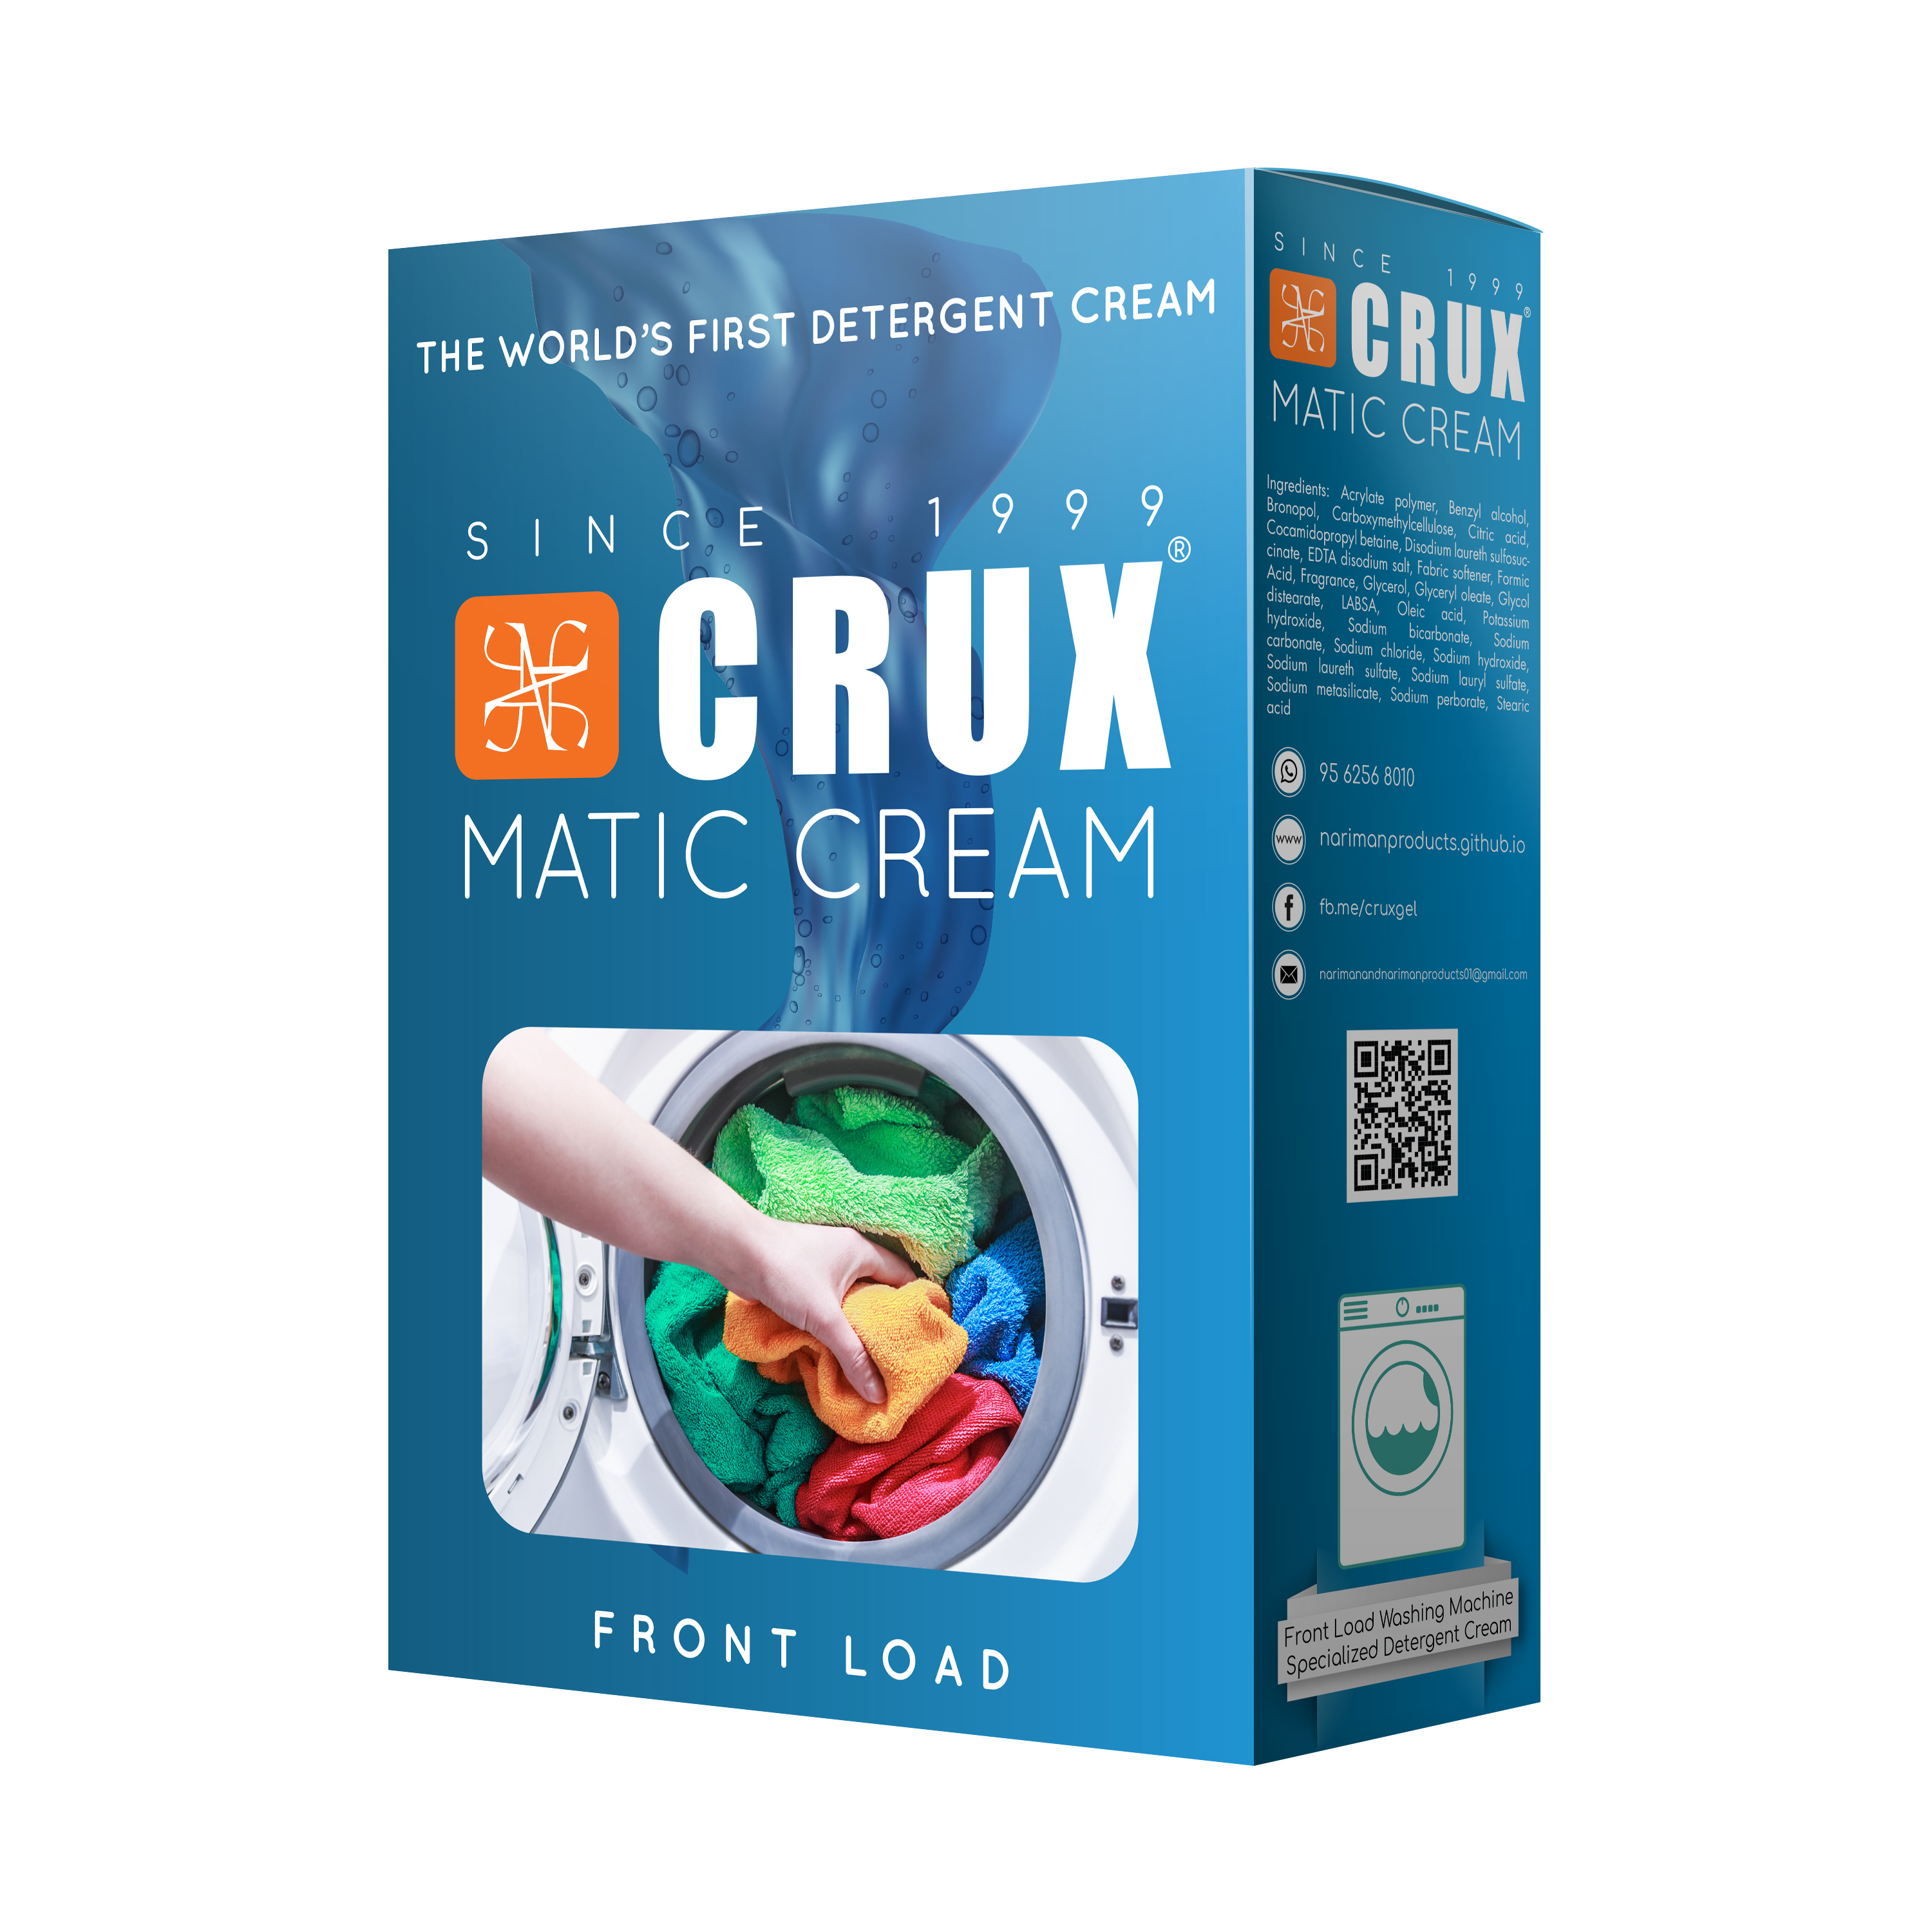 THE WORLD'S FIRST DETERGENT CREAM
SINCE 1999
CRUX®
MATIC CREAM
FRONT LOAD
SINCE 1999
CRUX®
MATIC CREAM
Ingredients: Acrylate polymer, Benzyl alcohol,
Bronopol, Carboxymethylcellulose, Citric acid,
Cocamidopropyl betaine, Disodium laureth sulfosuc-
cinate, EDTA disodium salt, Fabric softener, Formic
Acid, Fragrance, Glycerol, Glyceryl oleate, Glycol
distearate, LABSA, Oleic acid, Potassium
hydroxide, Sodium bicarbonate, Sodium
carbonate, Sodium chloride, Sodium hydroxide,
Sodium laureth sulfate, Sodium lauryl sulfate,
Sodium metasilicate, Sodium perborate, Stearic
acid
95 6256 8010
www narimanproducts.github.io
f fb.me/cruxgel
narimanandnarimanproducts01@gmail.com
Front Load Washing Machine
Specialized Detergent Cream